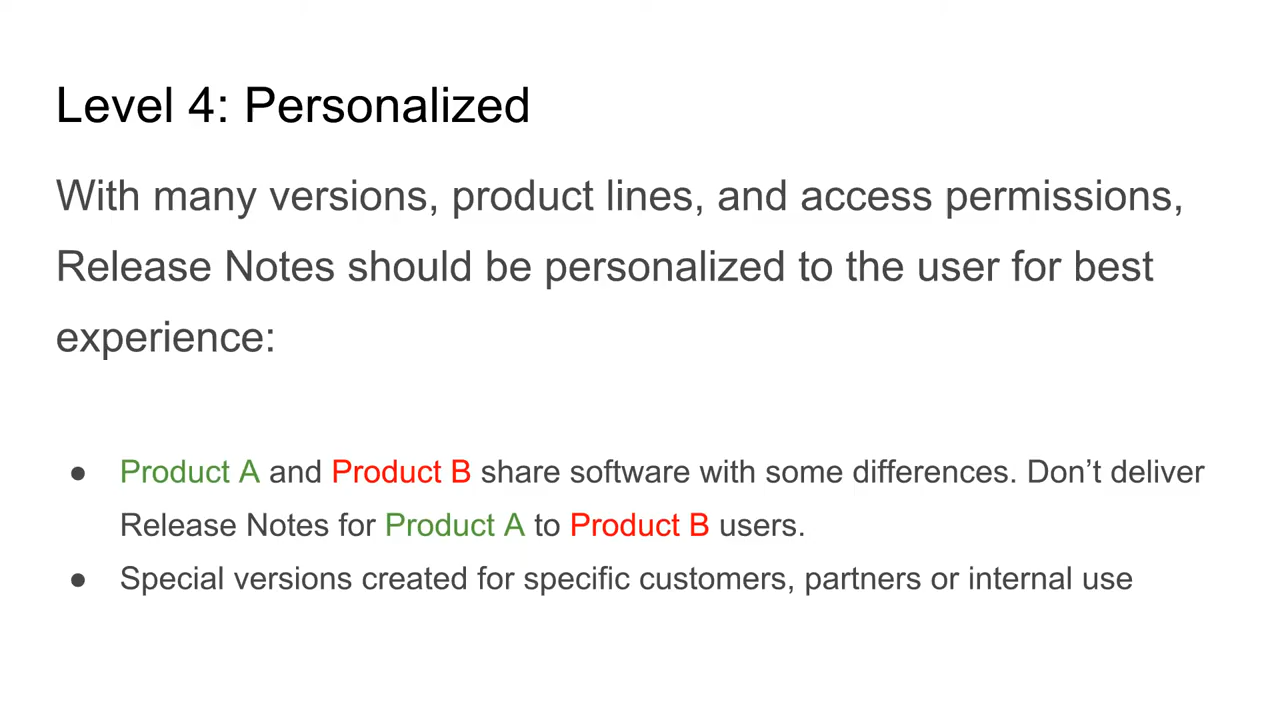 Level 4: Personalized
With many versions, product lines, and access permissions,
Release Notes should be personalized to the user for best
experience:
● Product A and Product B share software with some differences. Don’t deliver
Release Notes for Product A to Product B users.
● Special versions created for specific customers, partners or internal use